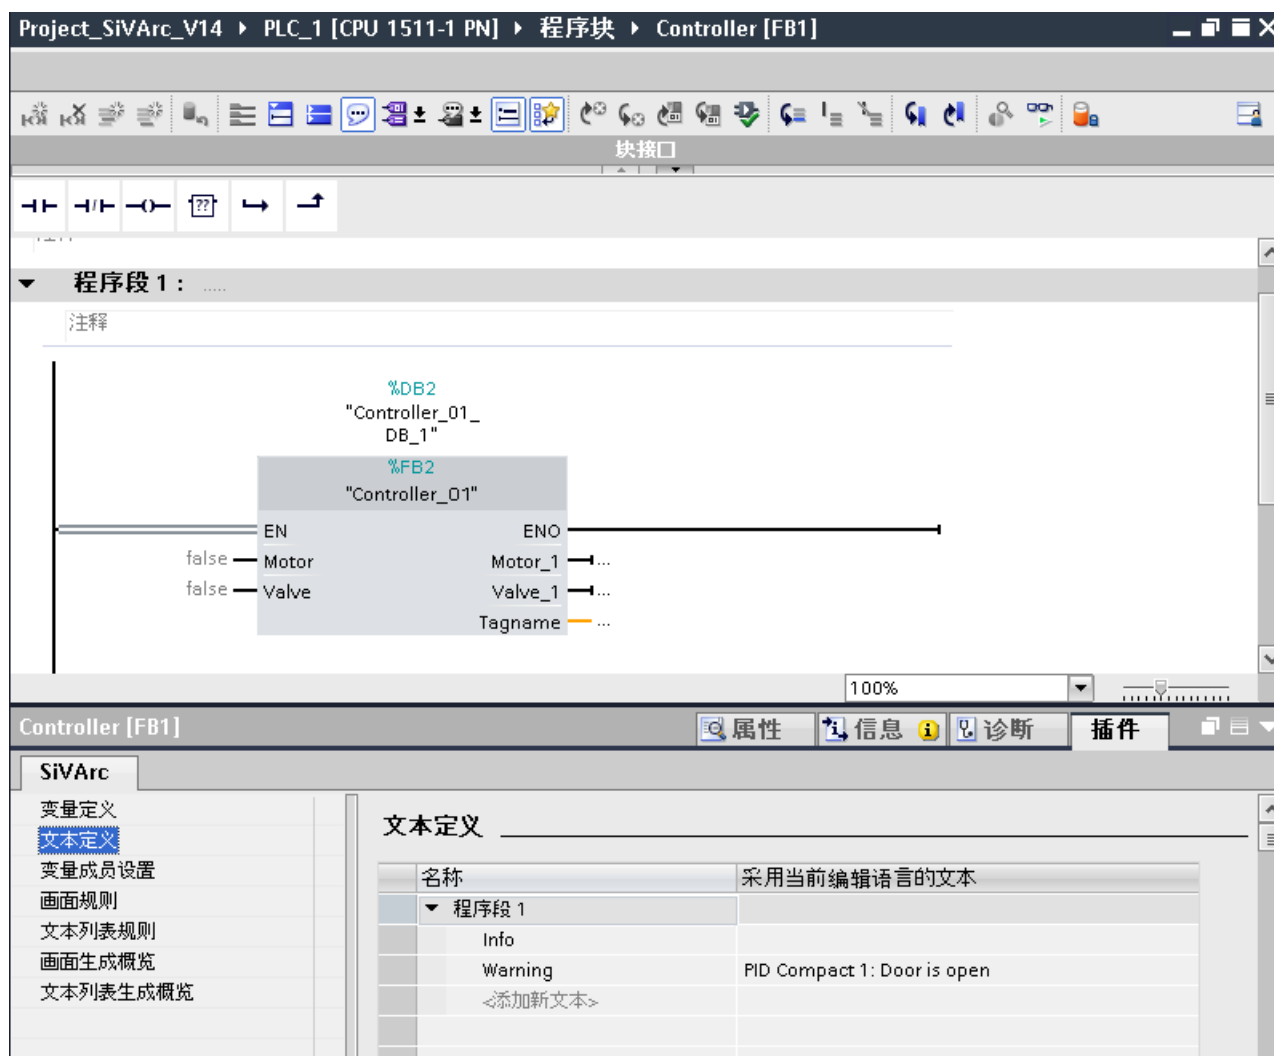 Project_SiVArc_V14 ▸ PLC_1 [CPU 1511-1 PN] ▸ 程序块 ▸ Controller [FB1]
块接口
??
程序段 1： .....
注释
%DB2
"Controller_01_
DB_1"
%FB2
"Controller_01"
EN ENO
false Motor Motor_1 ...
false Valve Valve_1 ...
Tagname ...
100%
Controller [FB1] 属性 信息 诊断 插件
SiVArc
变量定义
文本定义
变量成员设置
画面规则
文本列表规则
画面生成概览
文本列表生成概览
文本定义
名称 采用当前编辑语言的文本
程序段 1
Info
Warning PID Compact 1: Door is open
<添加新文本>